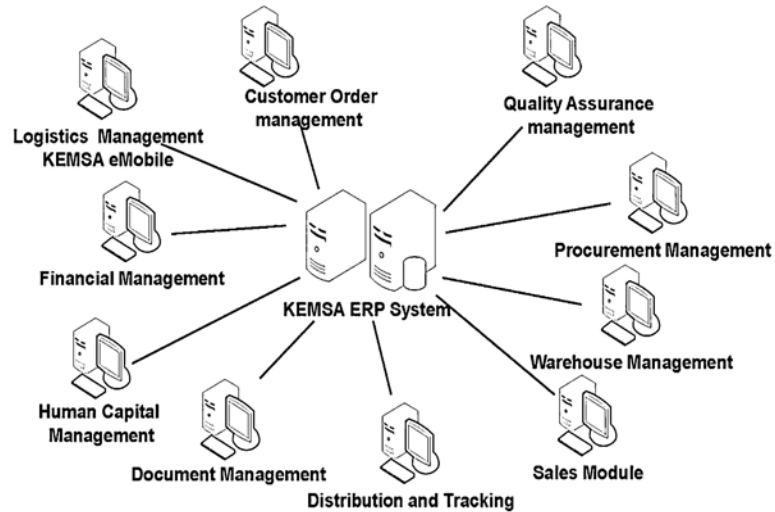 Customer Order
management
Quality Assurance
management
Logistics Management
KEMSA eMobile
Procurement Management
Financial Management
KEMSA ERP System
Warehouse Management
Human Capital
Management
Document Management
Sales Module
Distribution and Tracking